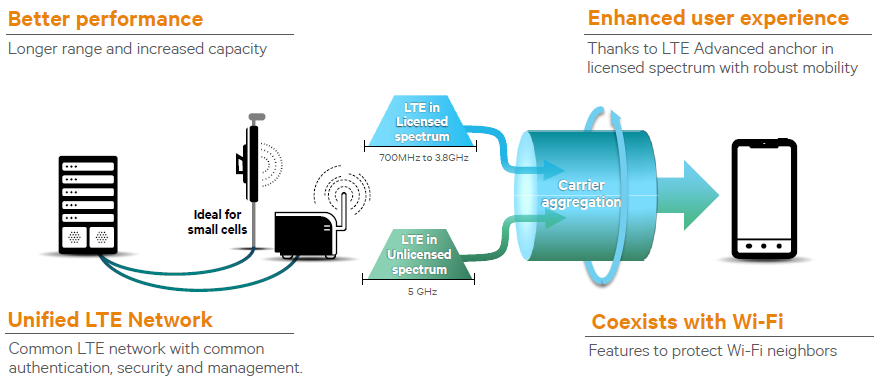 Better performance
Longer range and increased capacity
Enhanced user experience
Thanks to LTE Advanced anchor in
licensed spectrum with robust mobility
Ideal for
small cells
LTE in
Licensed
spectrum
700MHz to 3.8GHz
Carrier
aggregation
LTE in
Unlicensed
spectrum
5 GHz
Unified LTE Network
Common LTE network with common
authentication, security and management.
Coexists with Wi-Fi
Features to protect Wi-Fi neighbors